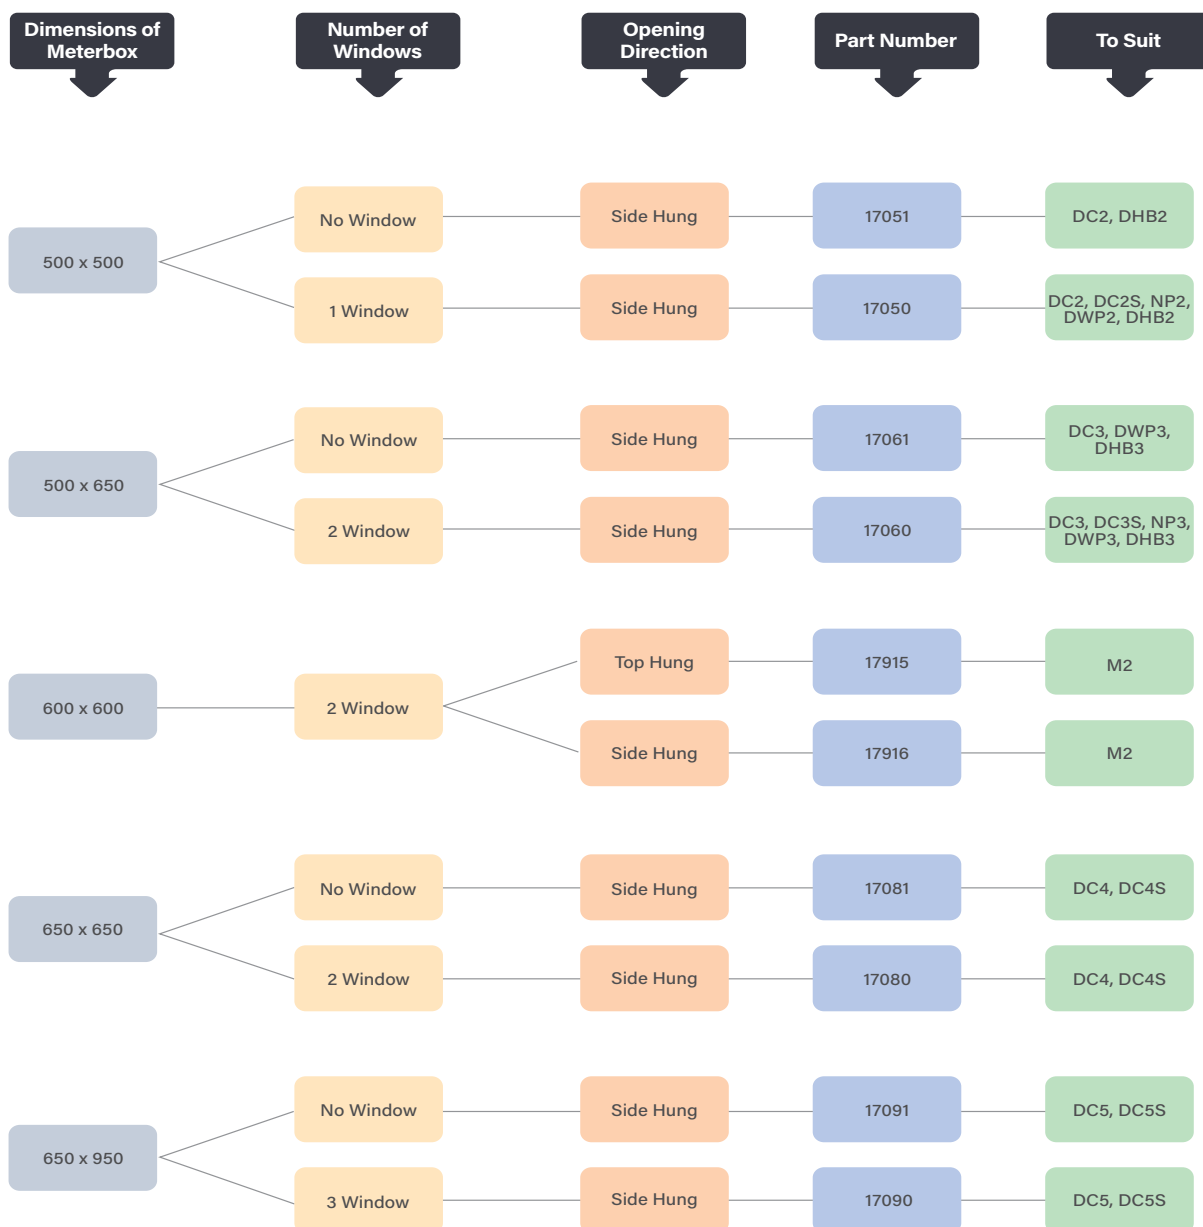 Dimensions of
Meterbox
Number of
Windows
Opening
Direction
Part Number
To Suit
500 x 500
No Window
Side Hung
17051
DC2, DHB2
1 Window
Side Hung
17050
DC2, DC2S, NP2,
DWP2, DHB2
500 x 650
No Window
Side Hung
17061
DC3, DWP3,
DHB3
2 Window
Side Hung
17060
DC3, DC3S, NP3,
DWP3, DHB3
600 x 600
2 Window
Top Hung
17915
M2
Side Hung
17916
M2
650 x 650
No Window
Side Hung
17081
DC4, DC4S
2 Window
Side Hung
17080
DC4, DC4S
650 x 950
No Window
Side Hung
17091
DC5, DC5S
3 Window
Side Hung
17090
DC5, DC5S